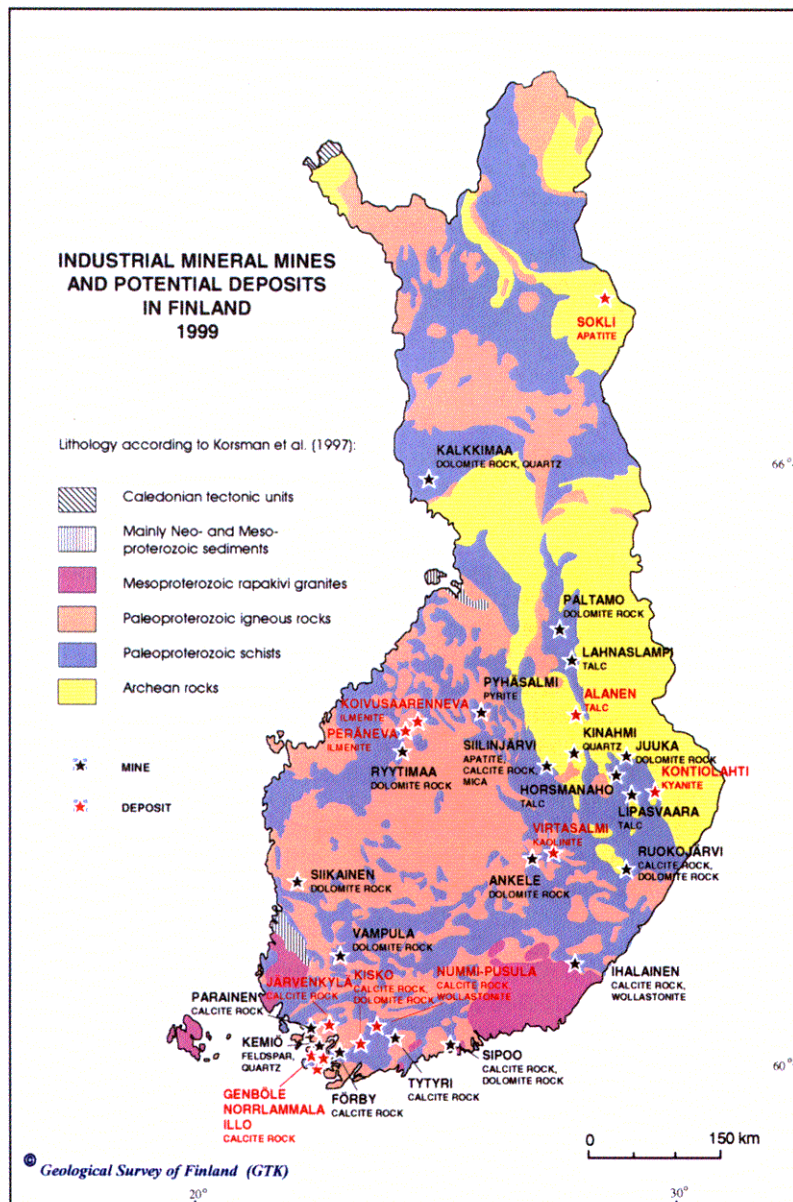 INDUSTRIAL MINERAL MINES
AND POTENTIAL DEPOSITS
IN FINLAND
1999
SOKLI
APATITE
Lithology according to Korsman et al. (1997):
Caledonian tectonic units
Mainly Neo- and Meso-
proterozoic sediments
Mesoproterozoic rapakivi granites
Paleoproterozoic igneous rocks
Paleoproterozoic schists
Archean rocks
MINE
DEPOSIT
KALKKIMAA
DOLOMITE ROCK, QUARTZ
66°
PALTAMO
DOLOMITE ROCK
LAHNASLAMPI
TALC
PYHÄSALMI
PYRITE
ALANEN
TALC
KOIVUSAARENNEVA
ILMENITE
PERÄNEVA
ILMENITE
RYYTIMAA
DOLOMITE ROCK
SIILINJÄRVI
APATITE,
CALCITE ROCK,
MICA
KINAHMI
QUARTZ
JUUKA
DOLOMITE ROCK
KONTIOLAHTI
KYANITE
HORSMANAHO
TALC
LIPASVAARA
TALC
VIRTASALMI
KAOLINITE
RUOKOJÄRVI
CALCITE ROCK,
DOLOMITE ROCK
ANKELE
DOLOMITE ROCK
SIIKAINEN
DOLOMITE ROCK
VAMPULA
DOLOMITE ROCK
JÄRVENKYLÄ
CALCITE ROCK
KISKO
CALCITE ROCK,
DOLOMITE ROCK
NUMMI-PUSULA
CALCITE ROCK,
WOLLASTONITE
IHALAINEN
CALCITE ROCK,
WOLLASTONITE
PARAINEN
CALCITE ROCK
KEMIÖ
FELDSPAR,
QUARTZ
SIPOO
CALCITE ROCK,
DOLOMITE ROCK
TYTYRI
CALCITE ROCK
FÖRBY
CALCITE ROCK
GENBÖLE
NORRLAMMALA
ILLO
CALCITE ROCK
60°
0 150 km
© Geological Survey of Finland (GTK)
20° 30°